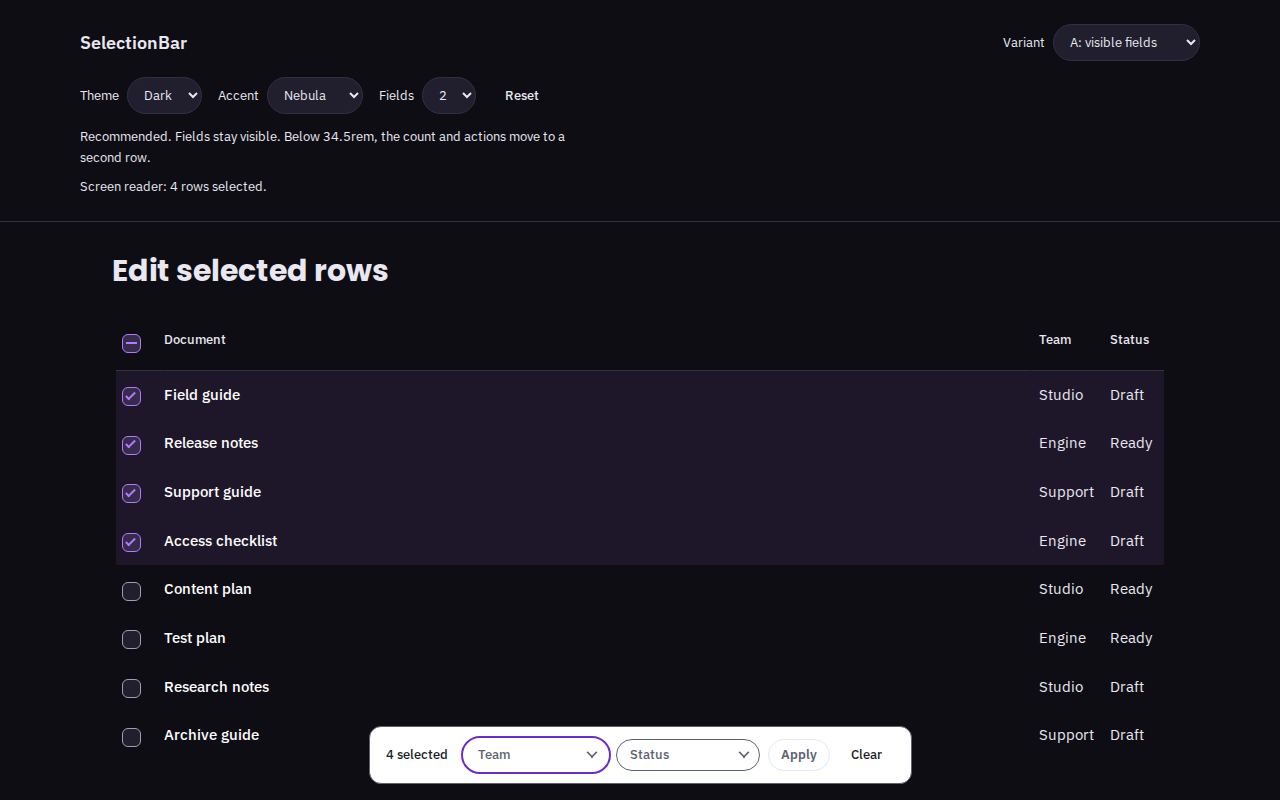 SelectionBar
Variant A: visible fields
Theme Dark Accent Nebula Fields 2 Reset
Recommended. Fields stay visible. Below 34.5rem, the count and actions move to a
second row.
Screen reader: 4 rows selected.
Edit selected rows
Document Team Status
Field guide Studio Draft
Release notes Engine Ready
Support guide Support Draft
Access checklist Engine Draft
Content plan Studio Ready
Test plan Engine Ready
Research notes Studio Draft
Archive guide Support Draft
4 selected Team Status Apply Clear